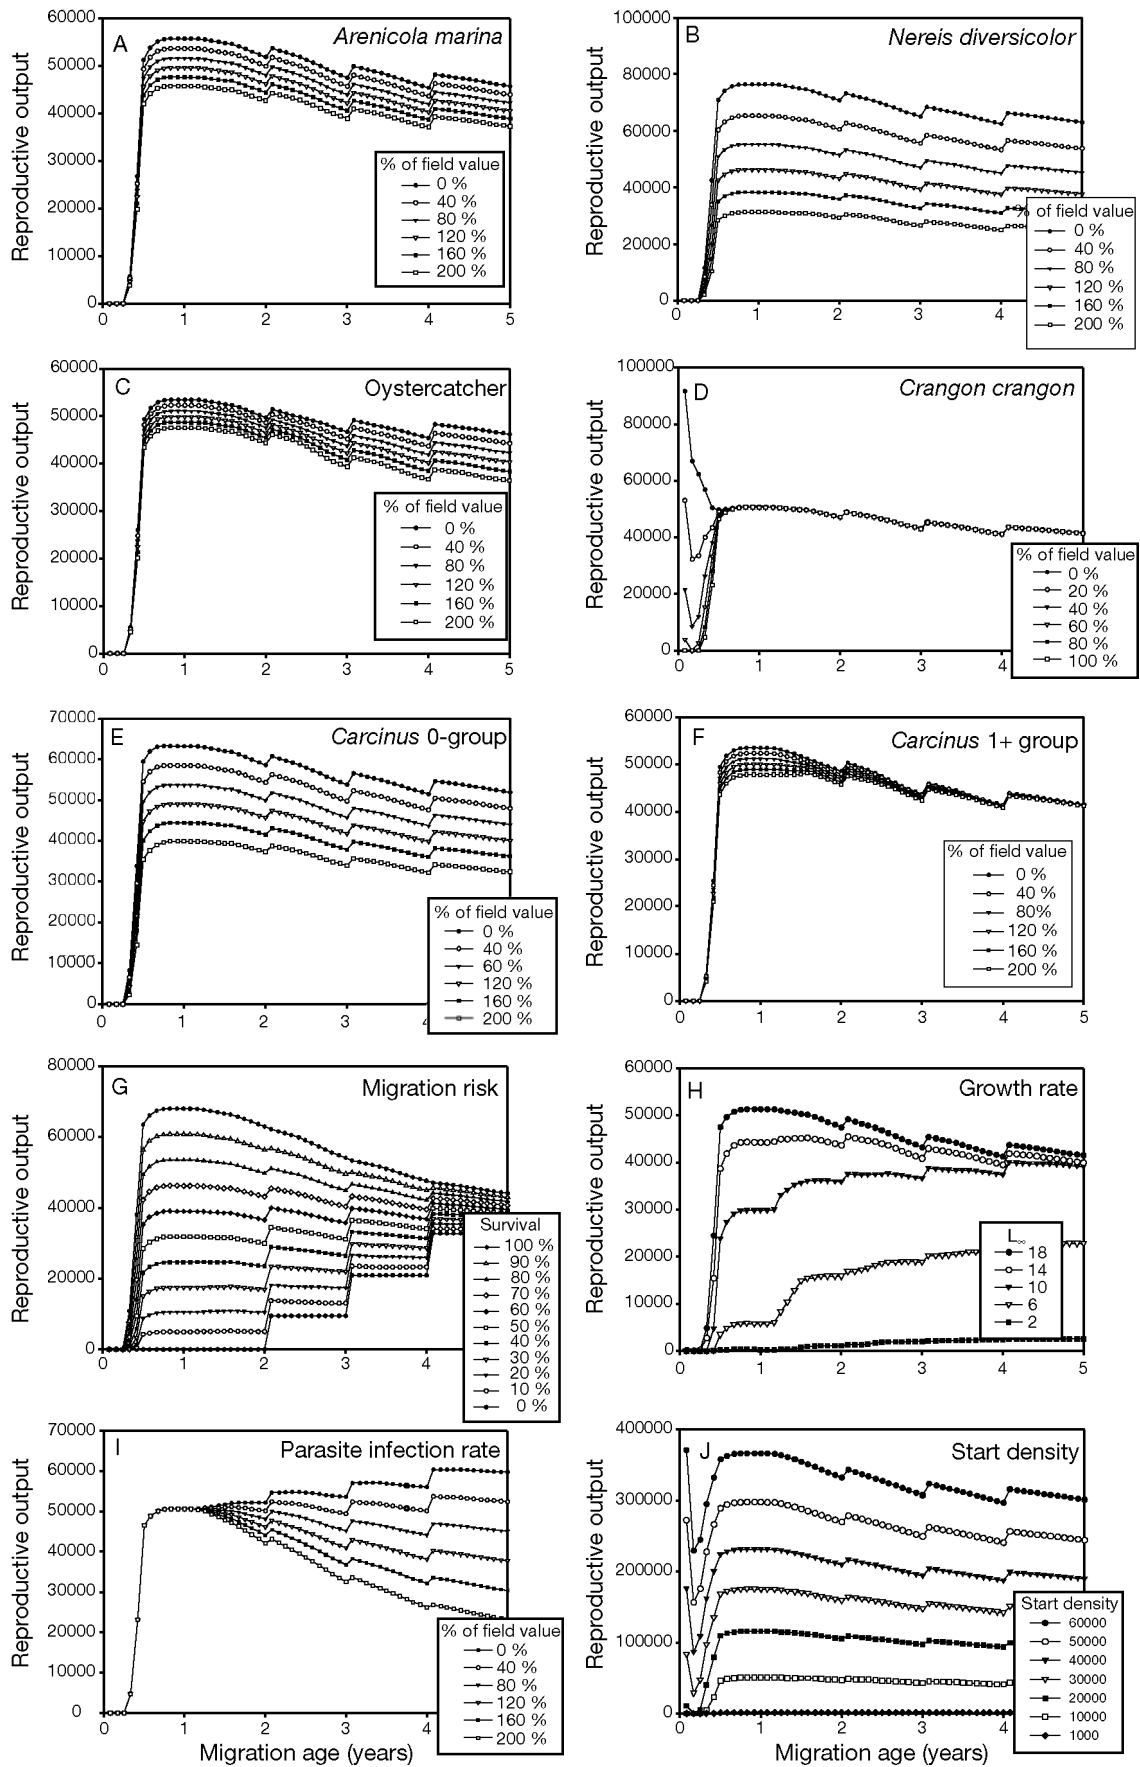 A
Arenicola marina
Reproductive output
60000
50000
40000
30000
20000
10000
0
0 1 2 3 4 5
% of field value
0 %
40 %
80 %
120 %
160 %
200 %
B
Nereis diversicolor
Reproductive output
100000
80000
60000
40000
20000
0
0 1 2 3 4
% of field value
0 %
40 %
80 %
120 %
160 %
200 %
C
Oystercatcher
Reproductive output
60000
50000
40000
30000
20000
10000
0
0 1 2 3 4 5
% of field value
0 %
40 %
80 %
120 %
160 %
200 %
D
Crangon crangon
Reproductive output
100000
80000
60000
40000
20000
0
0 1 2 3 4
% of field value
0 %
20 %
40 %
60 %
80 %
100 %
E
Carcinus 0-group
Reproductive output
70000
60000
50000
40000
30000
20000
10000
0
0 1 2 3
% of field value
0 %
40 %
60 %
120 %
160 %
200 %
F
Carcinus 1+ group
Reproductive output
60000
50000
40000
30000
20000
10000
0
0 1 2 3 4 5
% of field value
0 %
40 %
80%
120 %
160 %
200 %
G
Migration risk
Reproductive output
80000
60000
40000
20000
0
0 1 2 3 4
Survival
100 %
90 %
80 %
70 %
60 %
50 %
40 %
30 %
20 %
10 %
0 %
H
Growth rate
Reproductive output
60000
50000
40000
30000
20000
10000
0
0 1 2 3 4 5
L∞
18
14
10
6
2
I
Parasite infection rate
Reproductive output
70000
60000
50000
40000
30000
20000
10000
0
0 1 2 3 4
Migration age (years)
% of field value
0 %
40 %
80 %
120 %
160 %
200 %
J
Start density
Reproductive output
400000
300000
200000
100000
0
0 1 2 3 4
Migration age (years)
Start density
60000
50000
40000
30000
20000
10000
1000